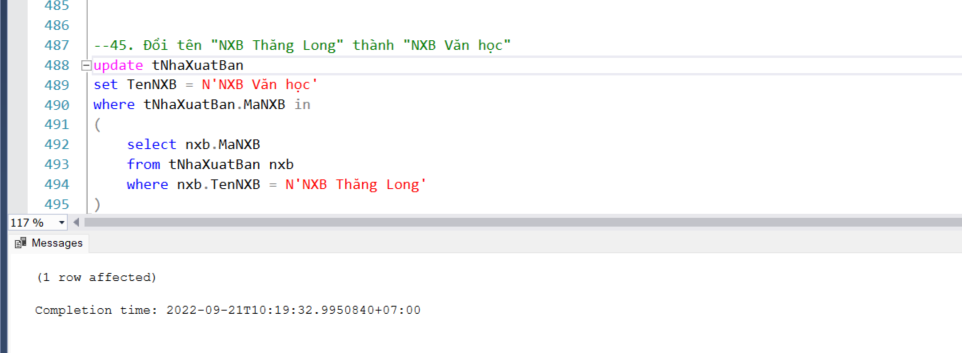 485
486
487 --45. Đổi tên "NXB Thăng Long" thành "NXB Văn học"
488 update tNhaXuatBan
489 set TenNXB = N'NXB Văn học'
490 where tNhaXuatBan.MaNXB in
491 (
492 select nxb.MaNXB
493 from tNhaXuatBan nxb
494 where nxb.TenNXB = N'NXB Thăng Long'
495 )
117 %
Messages
(1 row affected)
Completion time: 2022-09-21T10:19:32.9950840+07:00